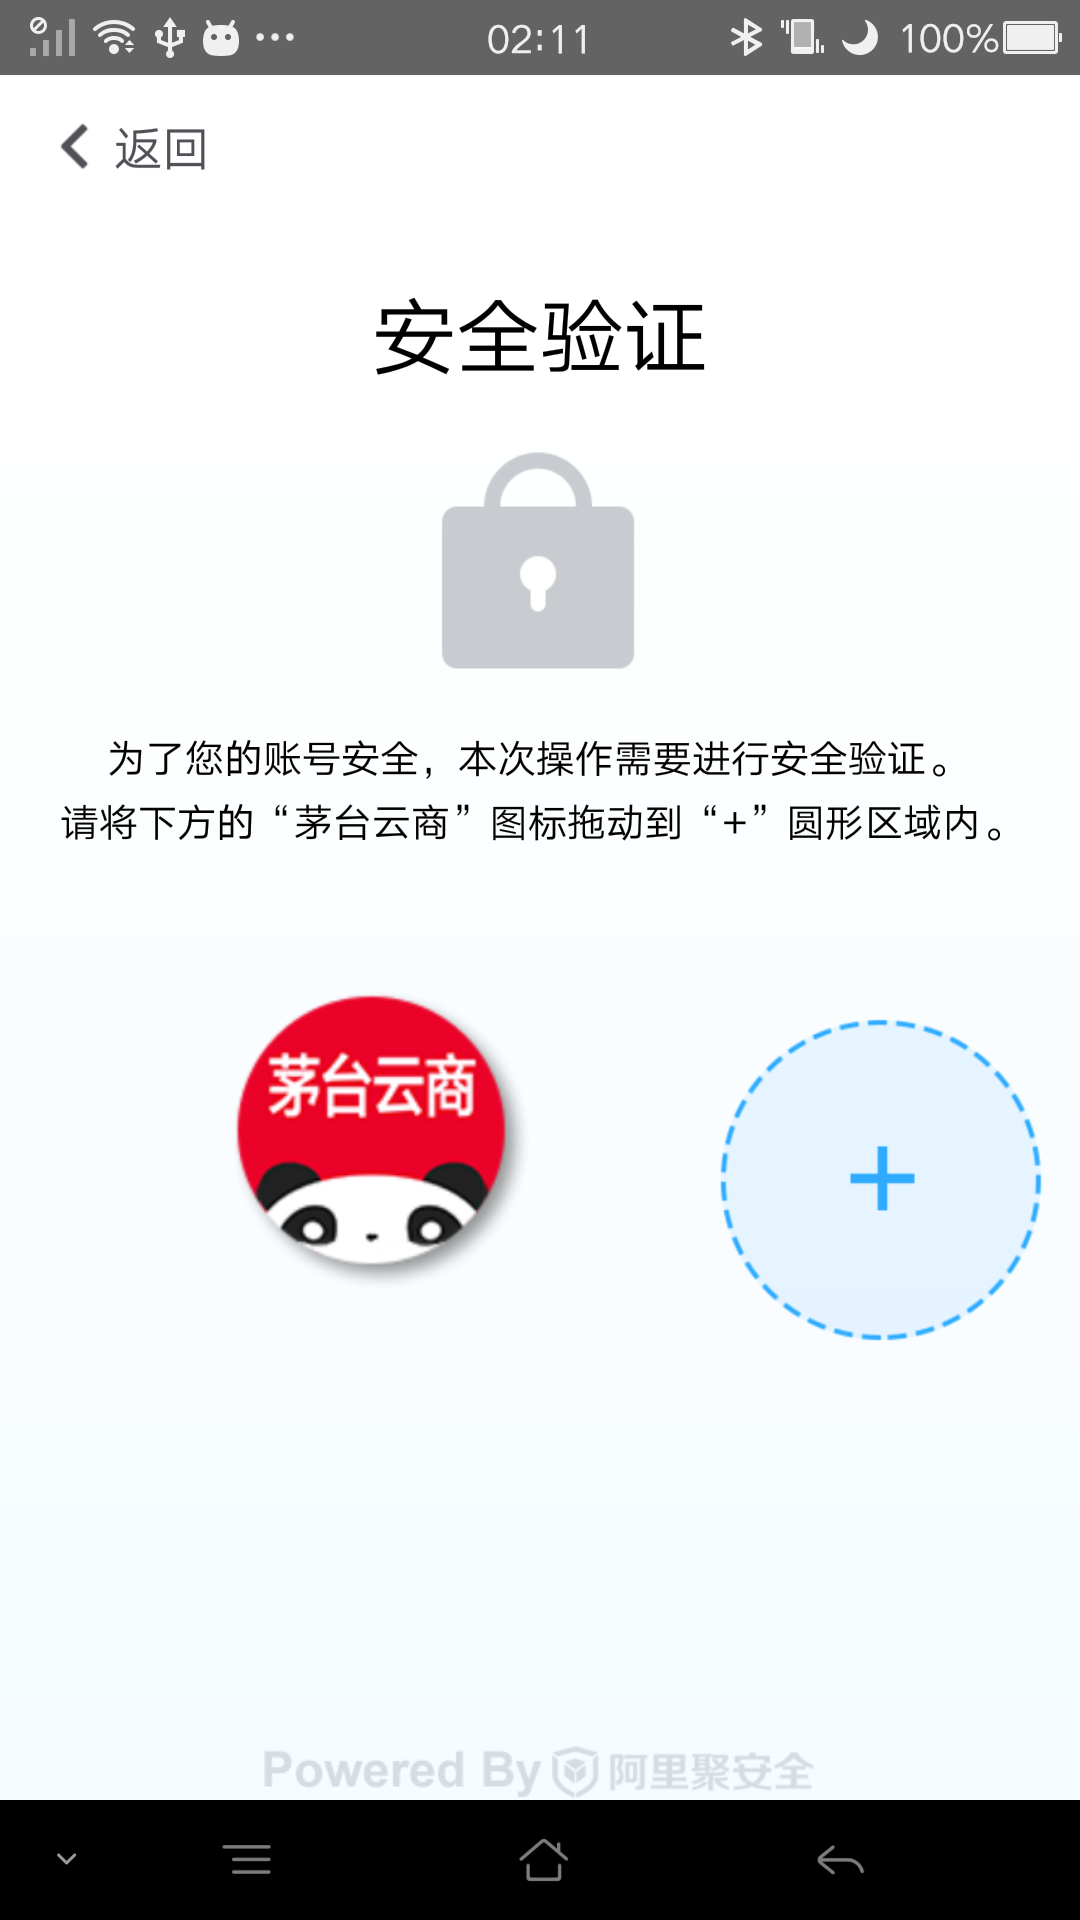 02:11
100%
返回
安全验证
为了您的账号安全，本次操作需要进行安全验证。
请将下方的“茅台云商”图标拖动到“+”圆形区域内。
茅台云商
+
Powered By 阿里聚安全